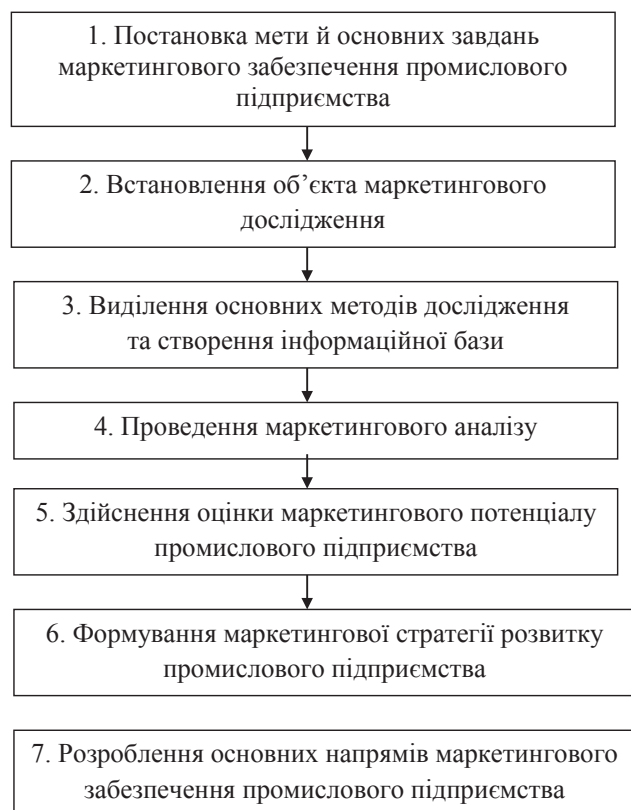 1. Постановка мети й основних завдань
маркетингового забезпечення промислового
підприємства
2. Встановлення об’єкта маркетингового
дослідження
3. Виділення основних методів дослідження
та створення інформаційної бази
4. Проведення маркетингового аналізу
5. Здійснення оцінки маркетингового потенціалу
промислового підприємства
6. Формування маркетингової стратегії розвитку
промислового підприємства
7. Розроблення основних напрямів маркетингового
забезпечення промислового підприємства